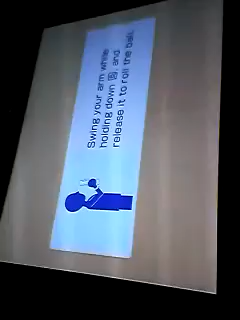 Swing your arm while
holding down Ⓑ, and
release it to roll the ball.